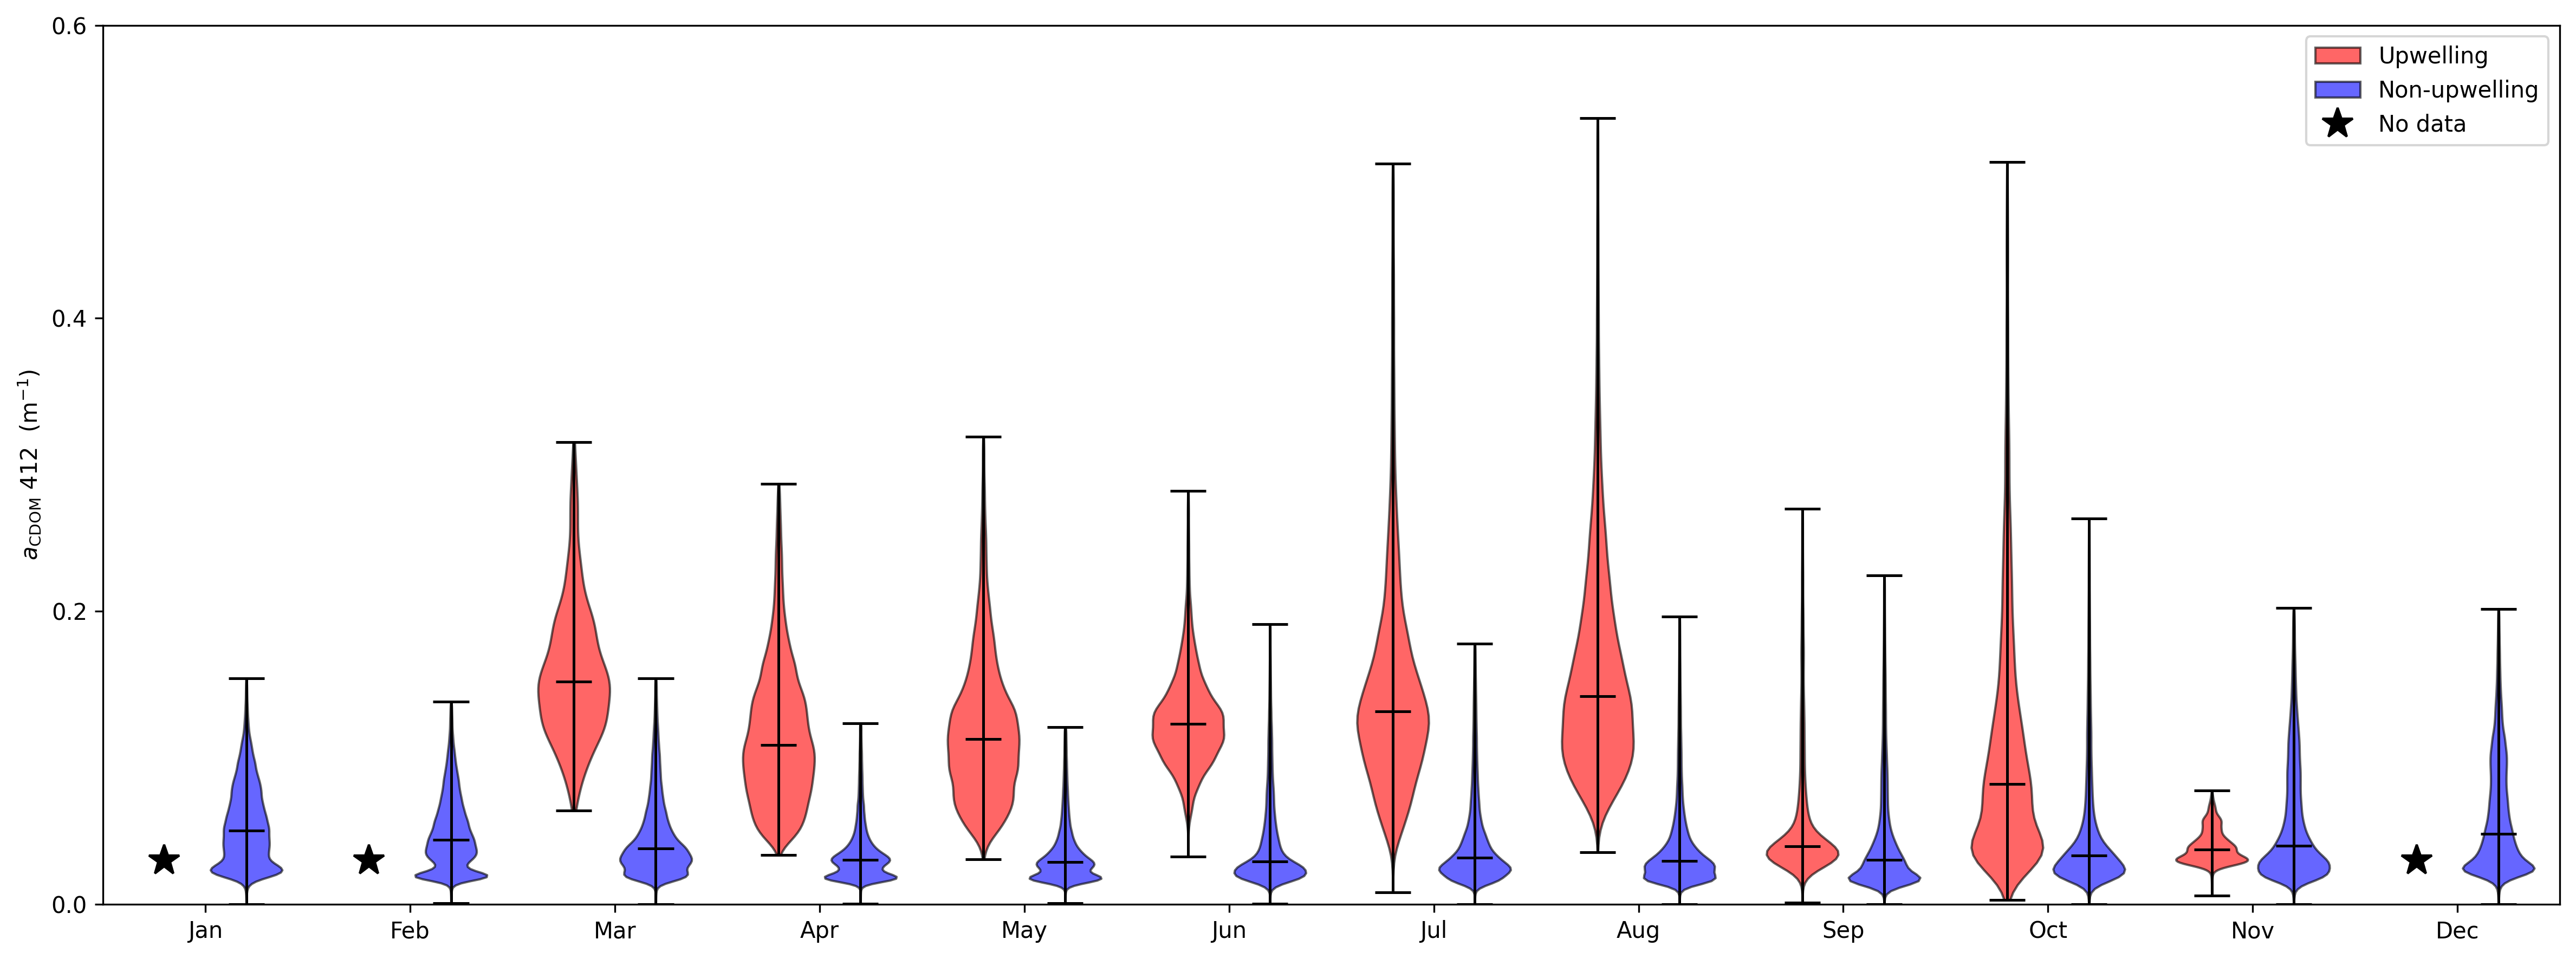 0.6
0.4
0.2
0.0
aCDOM 412 (m⁻¹)
Upwelling
Non-upwelling
No data
Jan Feb Mar Apr May Jun Jul Aug Sep Oct Nov Dec